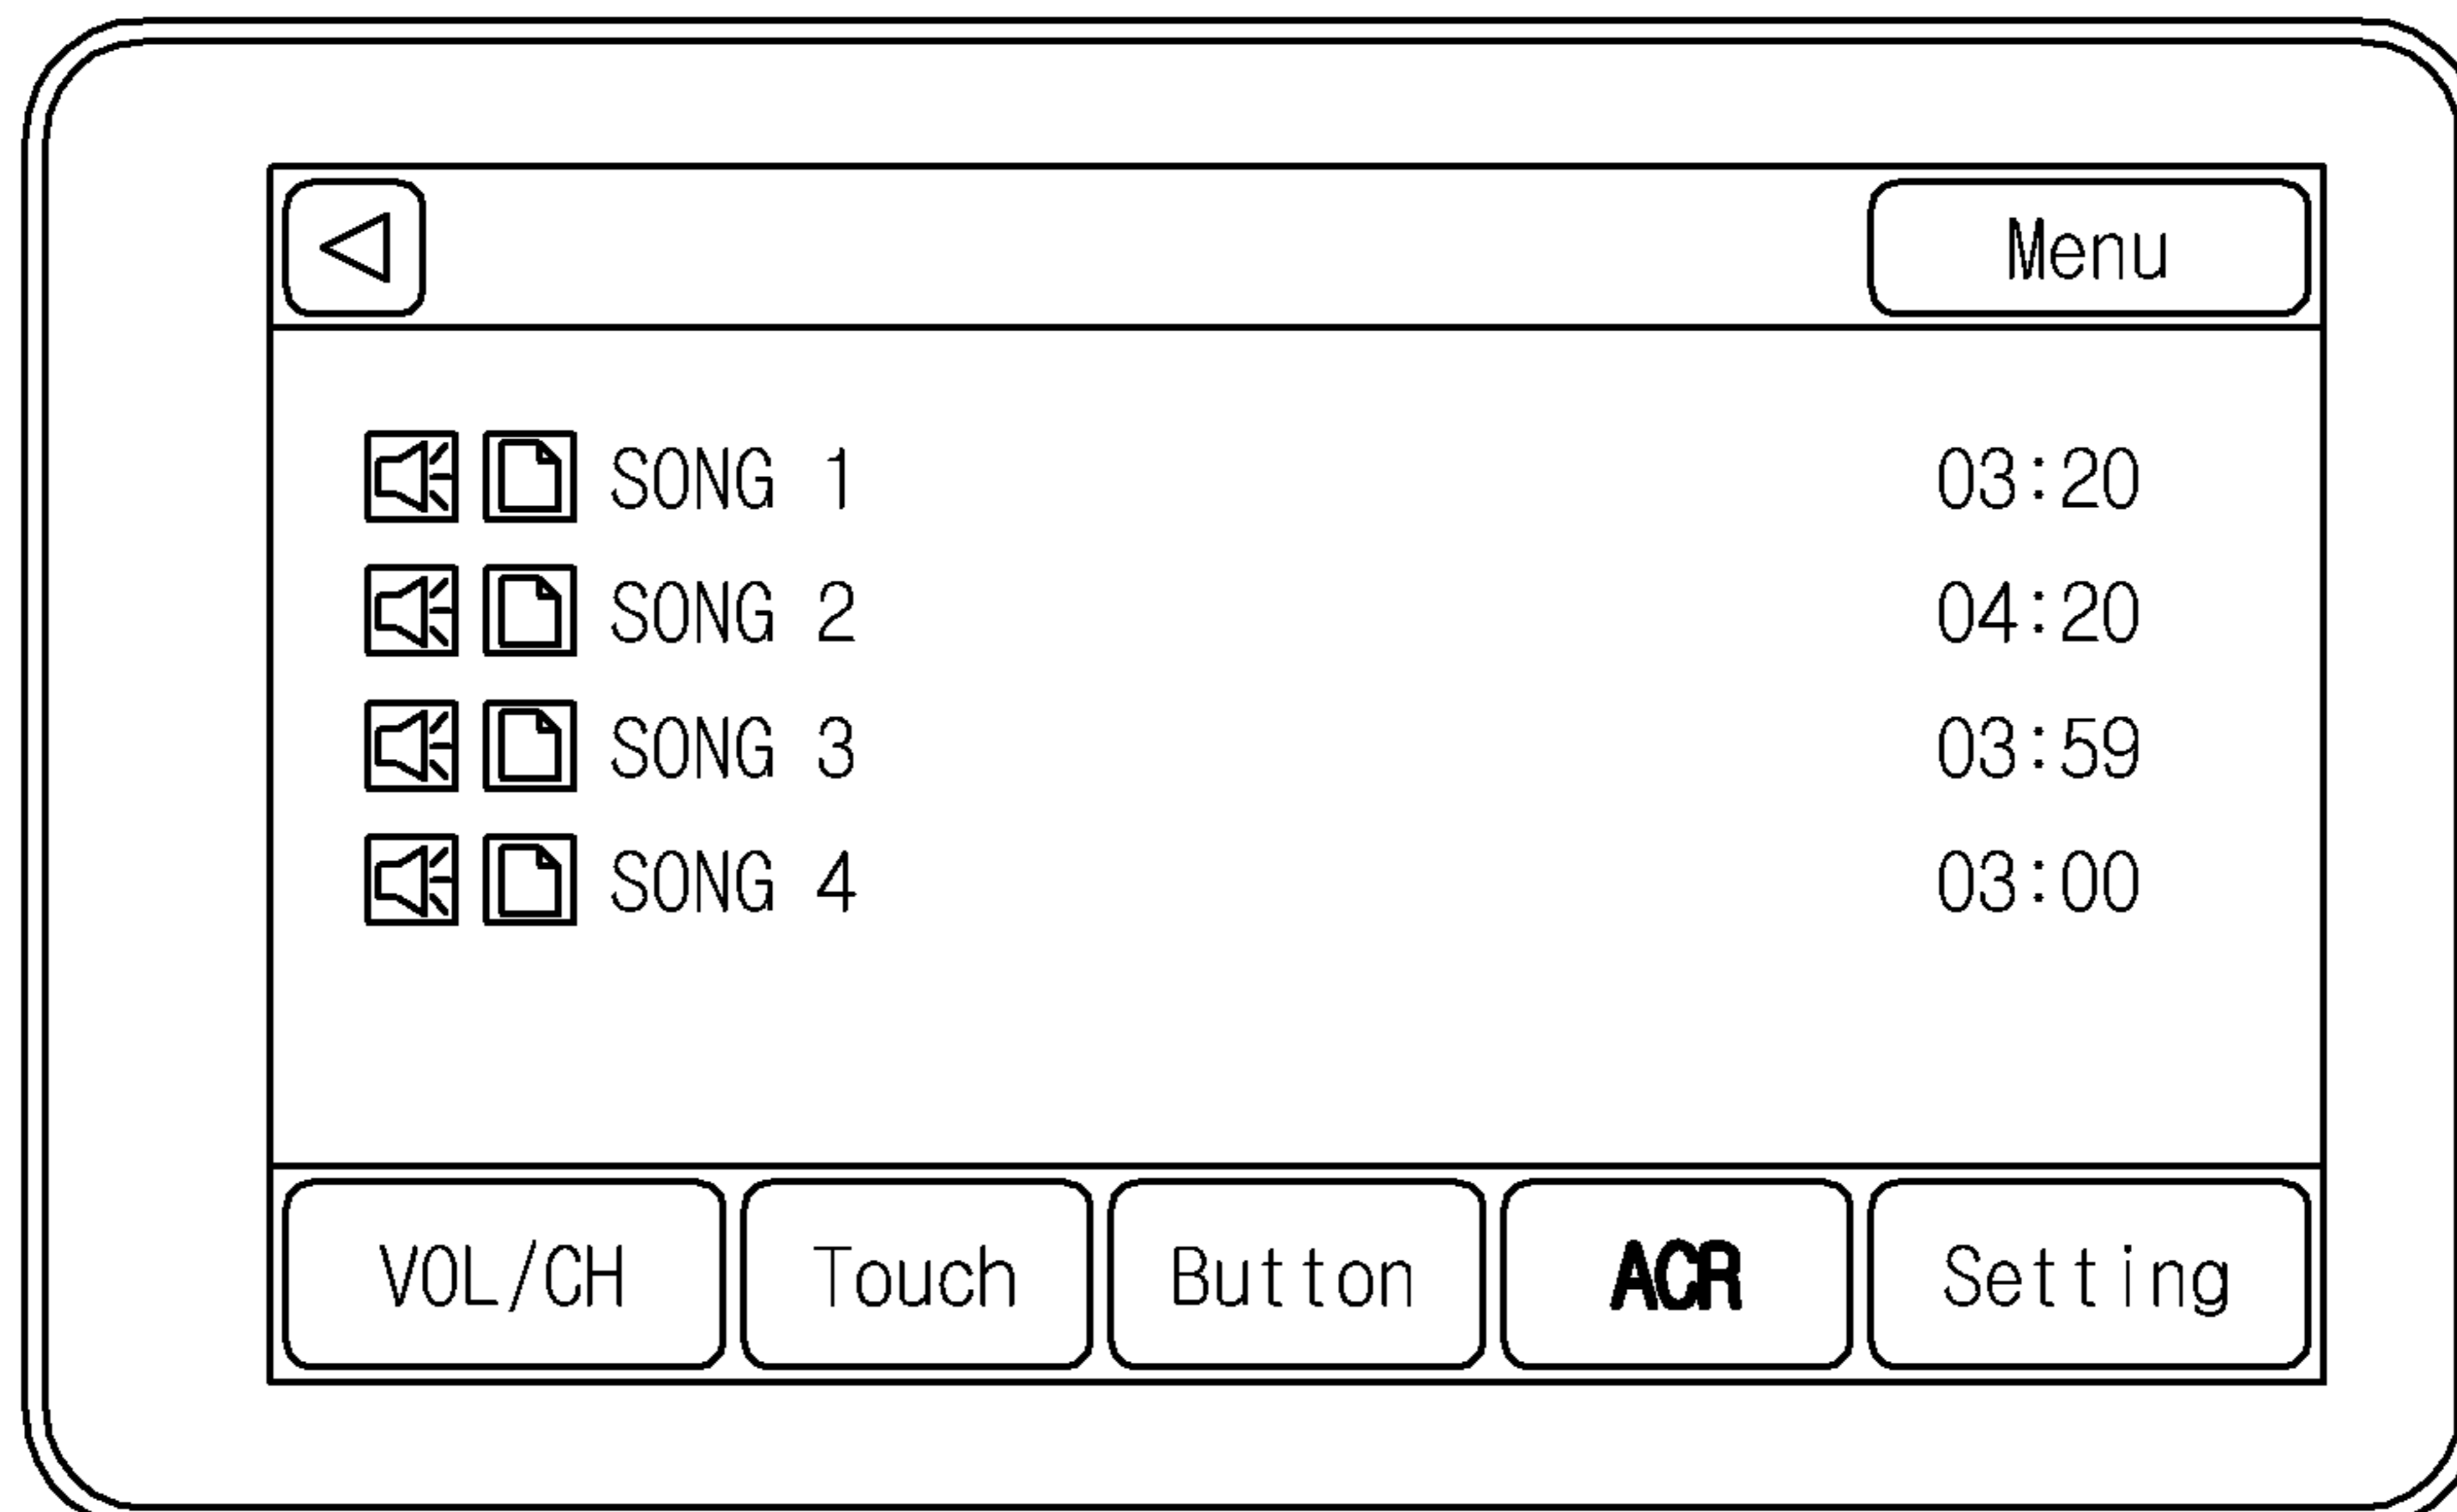 Menu
SONG 1 03:20
SONG 2 04:20
SONG 3 03:59
SONG 4 03:00
VOL/CH Touch Button ACR Setting